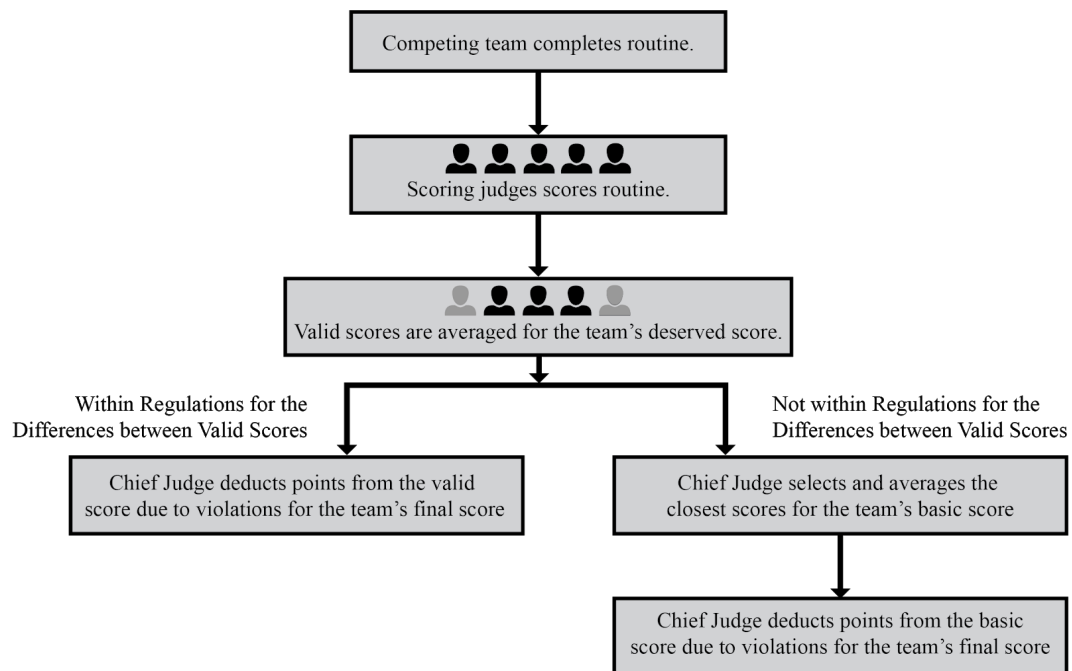 Competing team completes routine.
Scoring judges scores routine.
Valid scores are averaged for the team’s deserved score.
Within Regulations for the
Differences between Valid Scores
Not within Regulations for the
Differences between Valid Scores
Chief Judge deducts points from the valid
score due to violations for the team’s final score
Chief Judge selects and averages the
closest scores for the team’s basic score
Chief Judge deducts points from the basic
score due to violations for the team’s final score